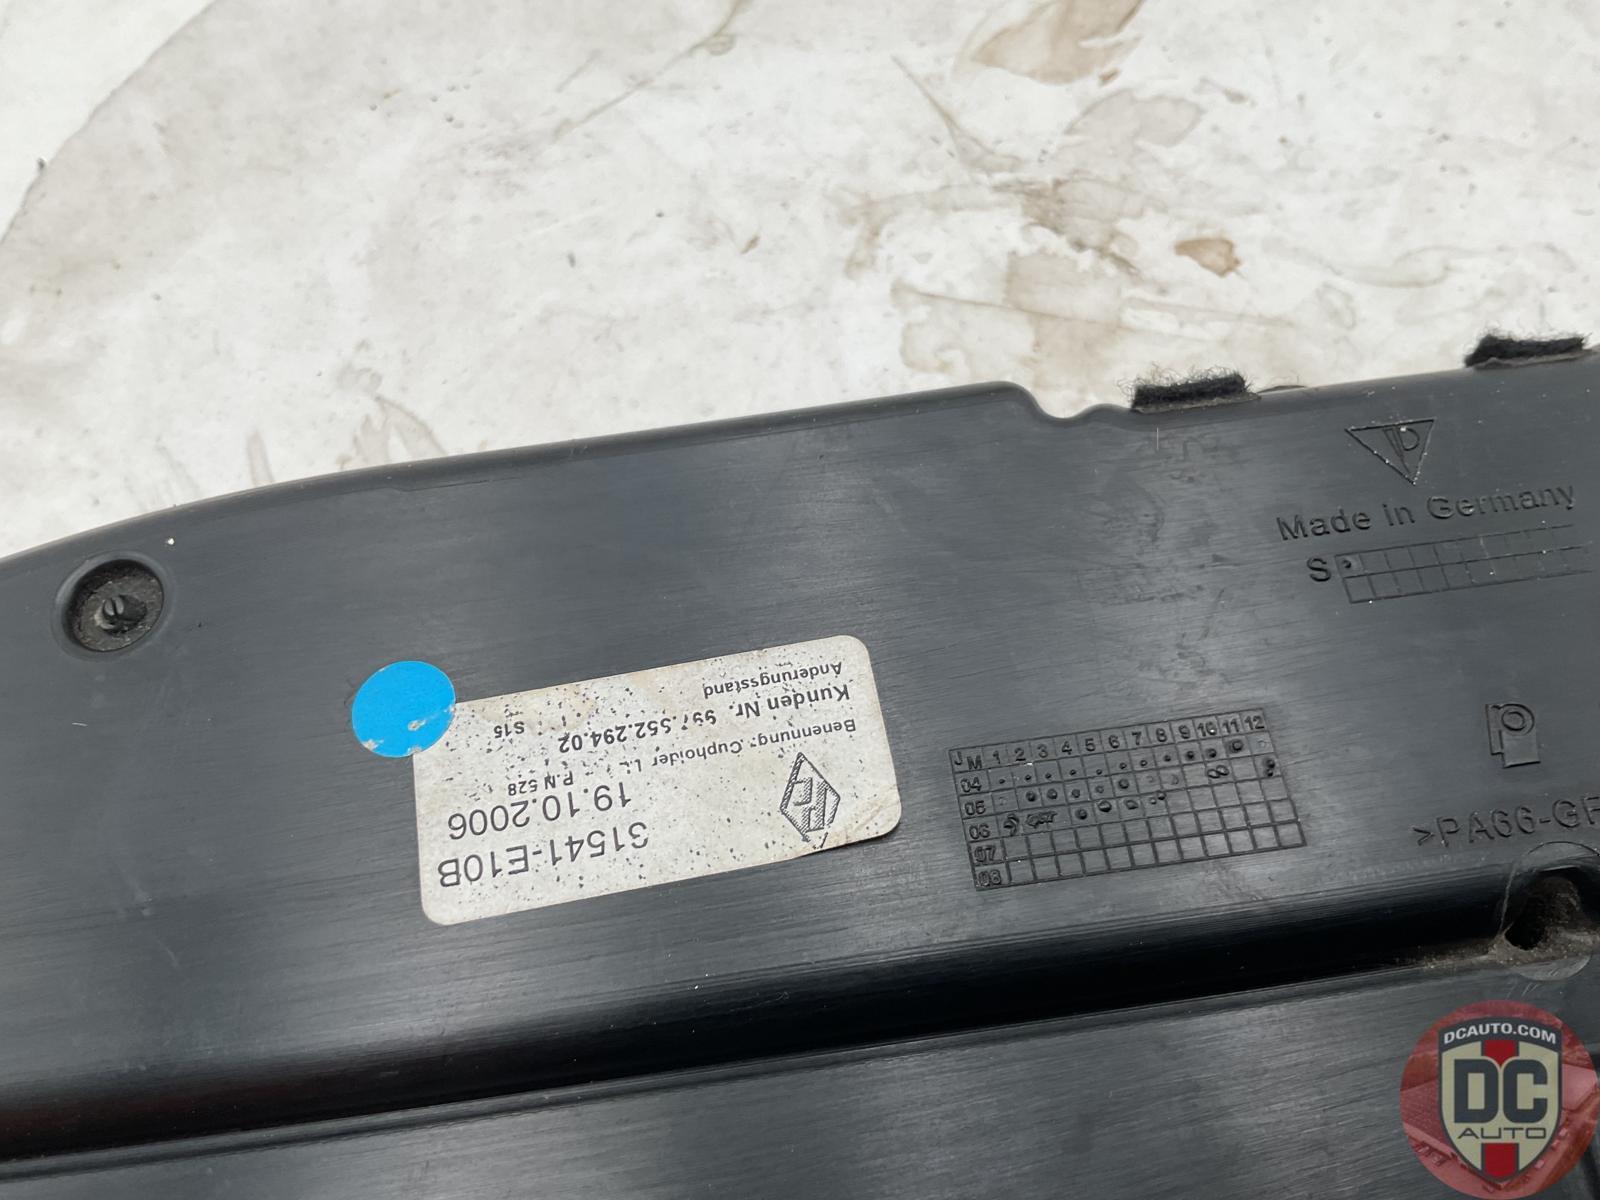 Made in Germany
S
Änderungsstand S15
Kunden Nr. 997.552.294.02
Benennung: Cupholder Li.
P.N 528
19.10.2006
31541-E10B
J M 1 2 3 4 5 6 7 8 9 10 11 12
04
05
06
07
08
>PA66-GF
DCAUTO.COM
DC
AUTO